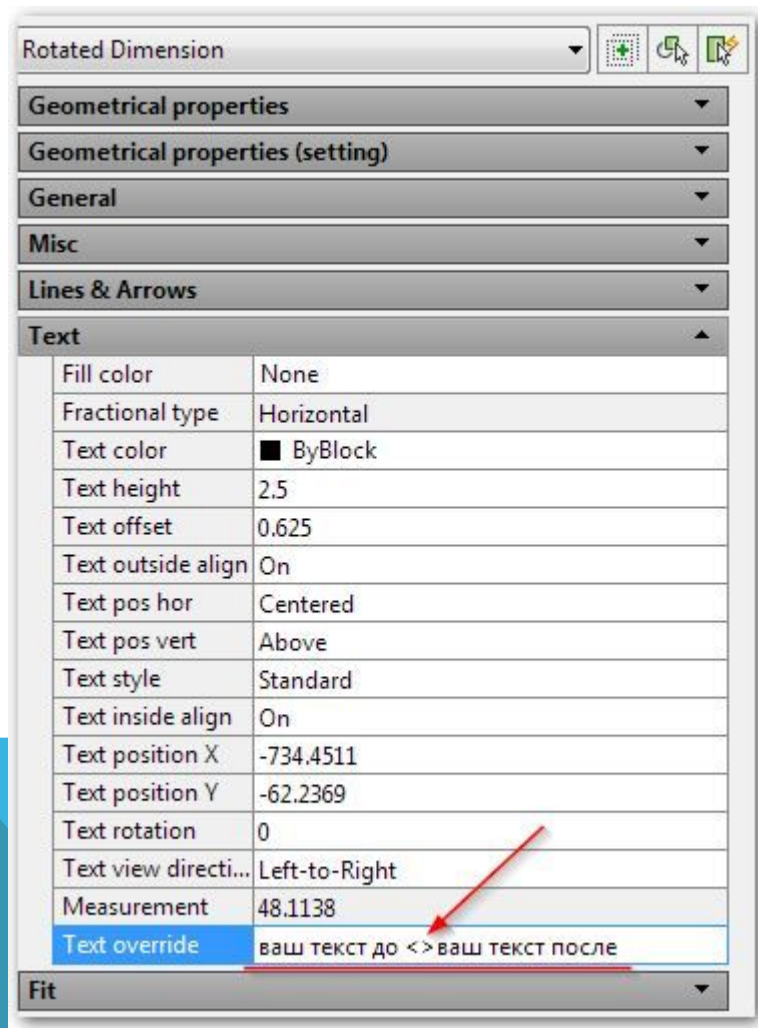 Rotated Dimension
Geometrical properties
Geometrical properties (setting)
General
Misc
Lines & Arrows
Text
Fill color None
Fractional type Horizontal
Text color ByBlock
Text height 2.5
Text offset 0.625
Text outside align On
Text pos hor Centered
Text pos vert Above
Text style Standard
Text inside align On
Text position X -734.4511
Text position Y -62.2369
Text rotation 0
Text view directi... Left-to-Right
Measurement 48.1138
Text override ваш текст до <>ваш текст после
Fit